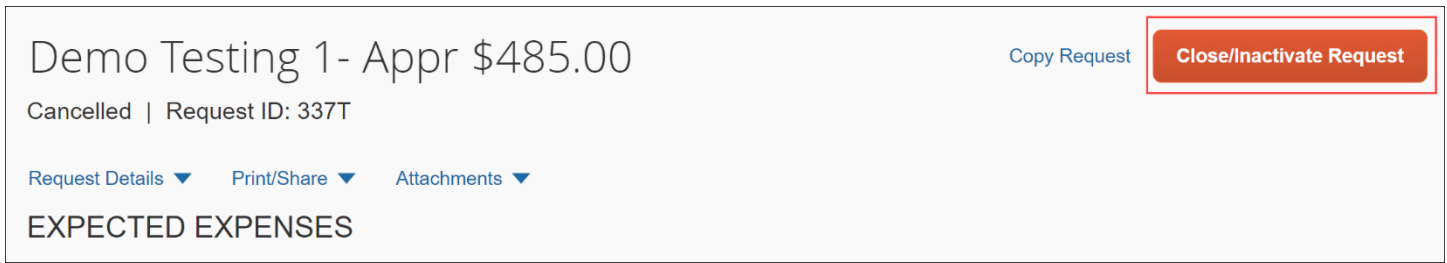 Demo Testing 1- Appr $485.00
Copy Request
Close/Inactivate Request
Cancelled | Request ID: 337T
Request Details
Print/Share
Attachments
EXPECTED EXPENSES